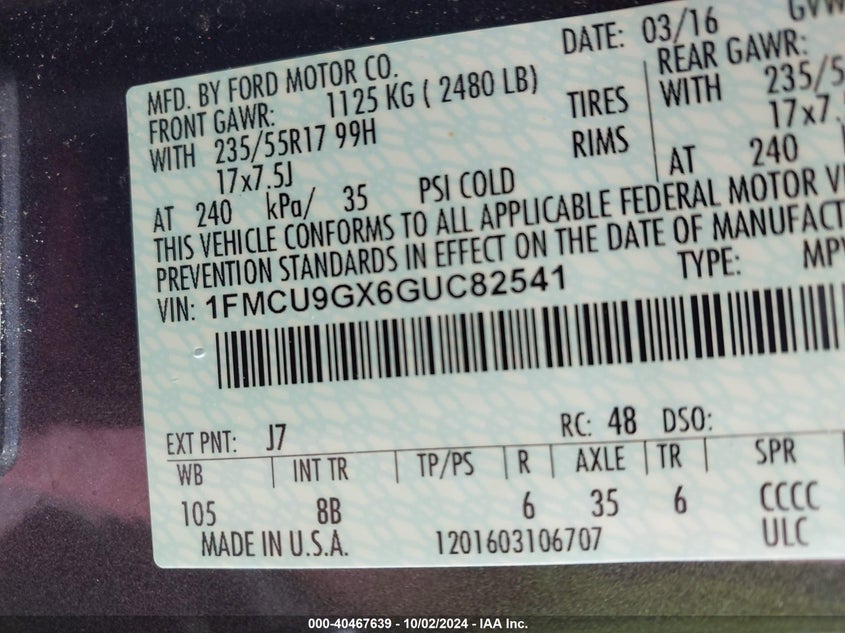 DATE: 03/16
MFD. BY FORD MOTOR CO.
FRONT GAWR: 1125 KG ( 2480 LB)
REAR GAWR:
WITH 235/55R17 99H TIRES
WITH
17x7.5J RIMS
AT 240 kPa/ 35 PSI COLD
AT 240
THIS VEHICLE CONFORMS TO ALL APPLICABLE FEDERAL MOTOR
PREVENTION STANDARDS IN EFFECT ON THE DATE OF
VIN: 1FMCU9GX6GUC82541 TYPE:
EXT PNT: J7 RC: 48 DSO:
WB INT TR TP/PS R AXLE TR SPR
105 8B 6 35 6 CCCC
MADE IN U.S.A. 1201603106707 ULC
000-40467639 - 10/02/2024 - IAA Inc.